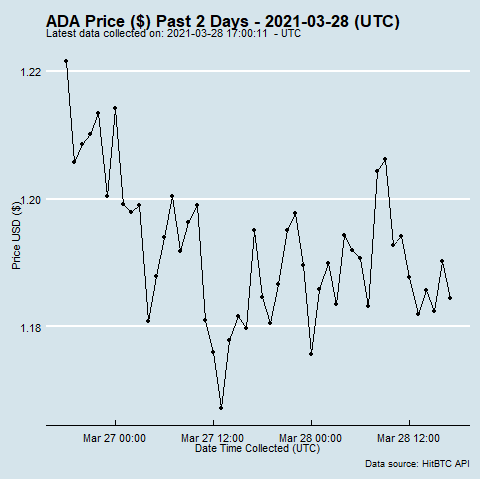 ADA Price ($) Past 2 Days - 2021-03-28 (UTC)
Latest data collected on: 2021-03-28 17:00:11  - UTC
1.22
1.20
1.18
Price USD ($)
Mar 27 00:00
Mar 27 12:00
Mar 28 00:00
Mar 28 12:00
Date Time Collected (UTC)
Data source: HitBTC API